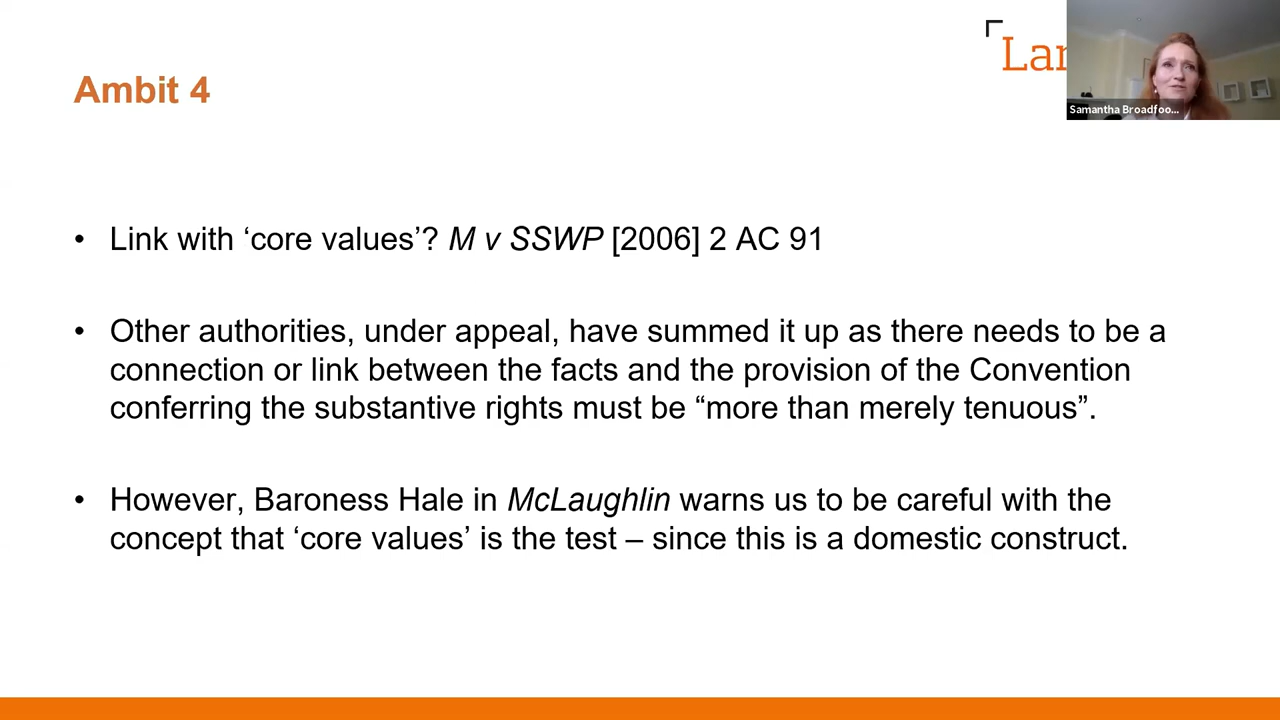 Lan
Samantha Broadfoo...
Ambit 4
• Link with ‘core values’? M v SSWP [2006] 2 AC 91
• Other authorities, under appeal, have summed it up as there needs to be a
connection or link between the facts and the provision of the Convention
conferring the substantive rights must be “more than merely tenuous”.
• However, Baroness Hale in McLaughlin warns us to be careful with the
concept that ‘core values’ is the test – since this is a domestic construct.